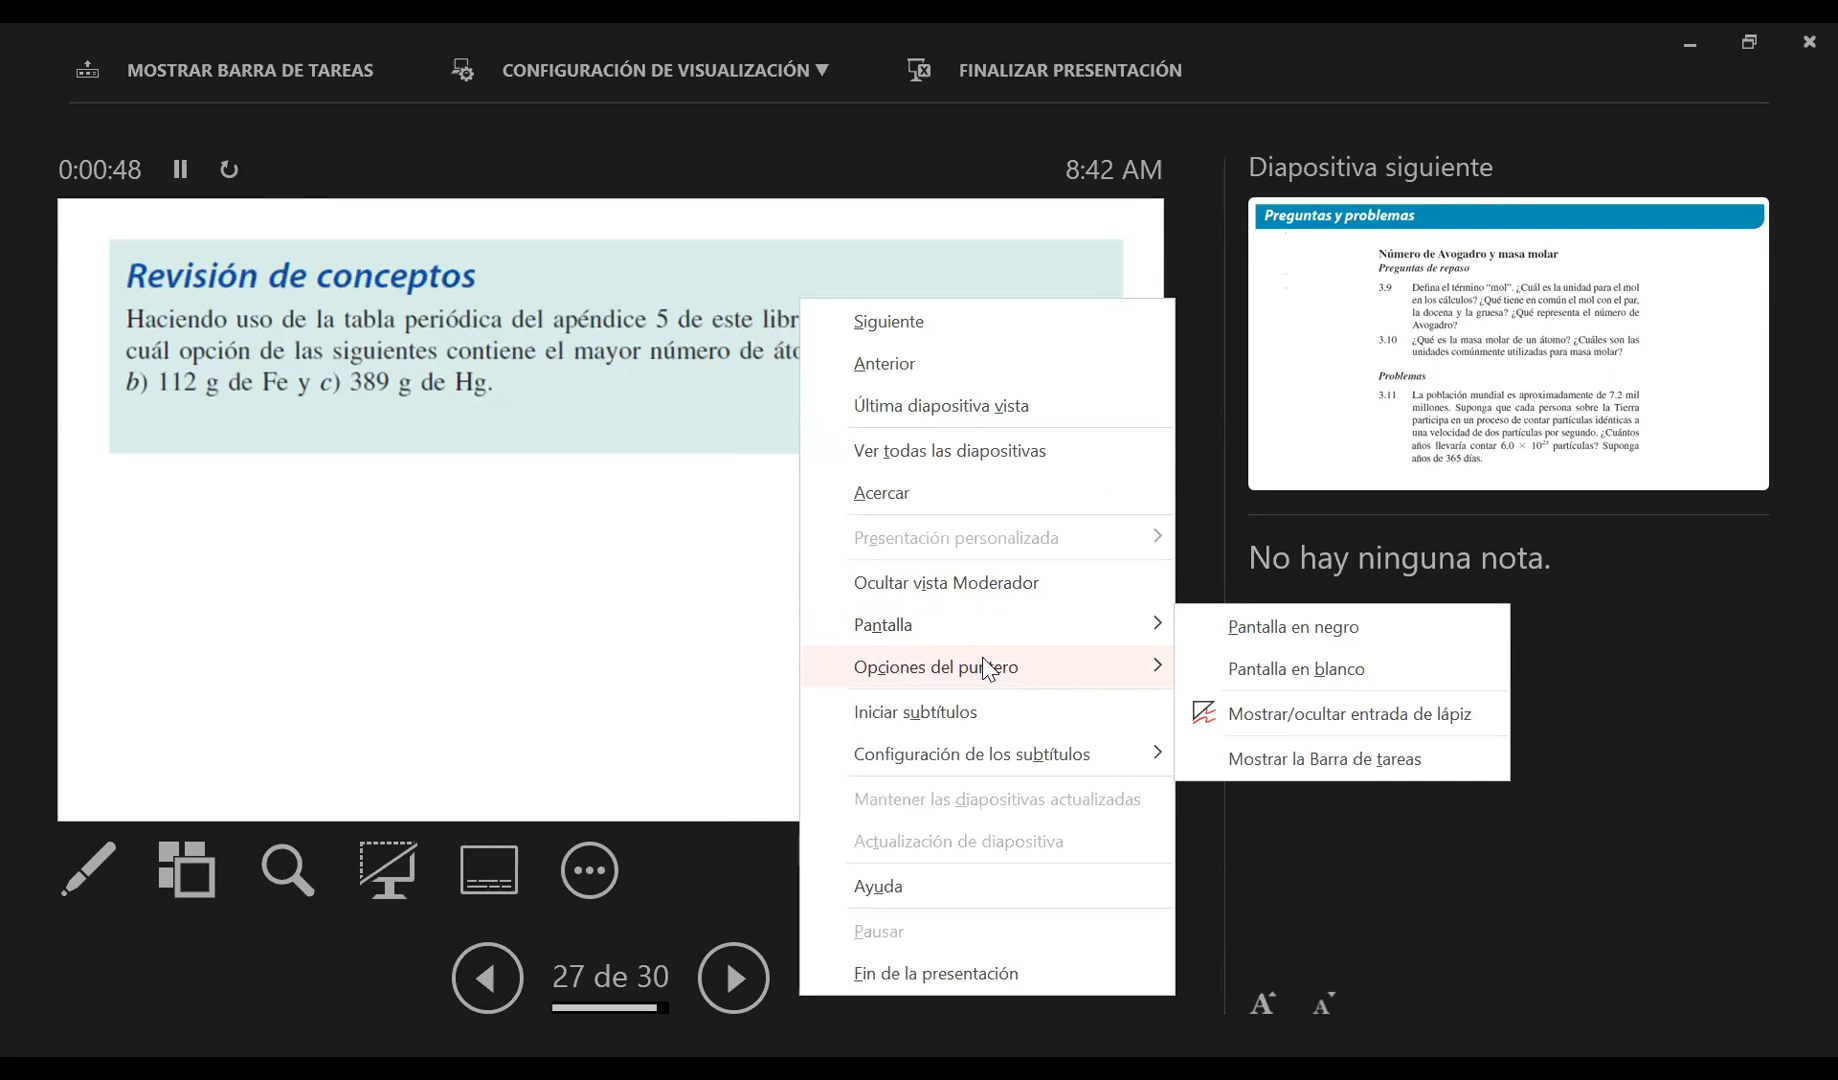 MOSTRAR BARRA DE TAREAS
CONFIGURACIÓN DE VISUALIZACIÓN ▼
FINALIZAR PRESENTACIÓN
0:00:48
8:42 AM
Revisión de conceptos
Haciendo uso de la tabla periódica del apéndice 5 de este libr
cuál opción de las siguientes contiene el mayor número de áto
b) 112 g de Fe y c) 389 g de Hg.
Siguiente
Anterior
Última diapositiva vista
Ver todas las diapositivas
Acercar
Presentación personalizada
Ocultar vista Moderador
Pantalla
Opciones del puntero
Iniciar subtítulos
Configuración de los subtítulos
Mantener las diapositivas actualizadas
Actualización de diapositiva
Ayuda
Pausar
Fin de la presentación
Pantalla en negro
Pantalla en blanco
Mostrar/ocultar entrada de lápiz
Mostrar la Barra de tareas
27 de 30
Diapositiva siguiente
Preguntas y problemas
Número de Avogadro y masa molar
Preguntas de repaso
3.9 Defina el término “mol”. ¿Cuál es la unidad para el mol
en los cálculos? ¿Qué tiene en común el mol con el par,
la docena y la gruesa? ¿Qué representa el número de
Avogadro?
3.10 ¿Qué es la masa molar de un átomo? ¿Cuáles son las
unidades comúnmente utilizadas para masa molar?
Problemas
3.11 La población mundial es aproximadamente de 7.2 mil
millones. Suponga que cada persona sobre la Tierra
participa en un proceso de contar partículas idénticas a
una velocidad de dos partículas por segundo. ¿Cuántos
años llevaría contar 6.0 × 10²³ partículas? Suponga
años de 365 días.
No hay ninguna nota.
A A